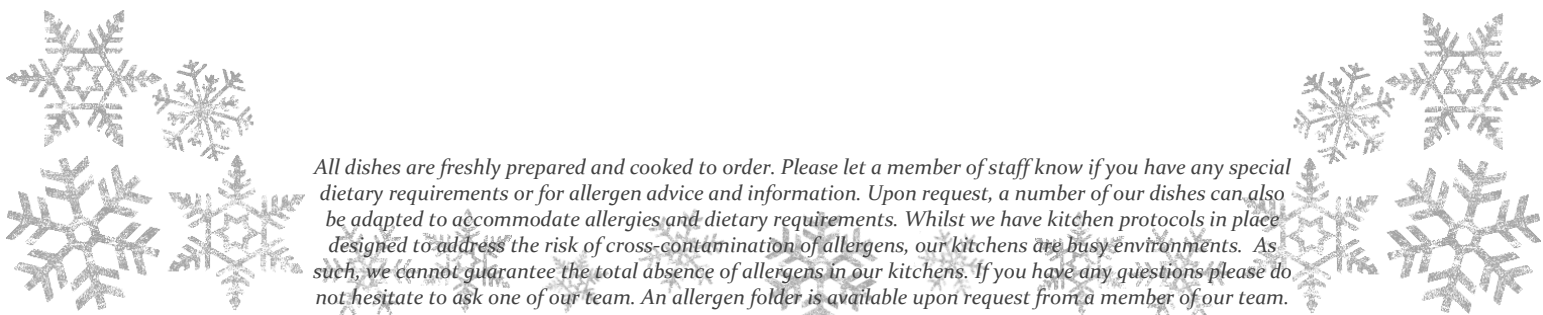 All dishes are freshly prepared and cooked to order. Please let a member of staff know if you have any special
dietary requirements or for allergen advice and information. Upon request, a number of our dishes can also
be adapted to accommodate allergies and dietary requirements. Whilst we have kitchen protocols in place
designed to address the risk of cross-contamination of allergens, our kitchens are busy environments.  As
such, we cannot guarantee the total absence of allergens in our kitchens. If you have any questions please do
not hesitate to ask one of our team. An allergen folder is available upon request from a member of our team.